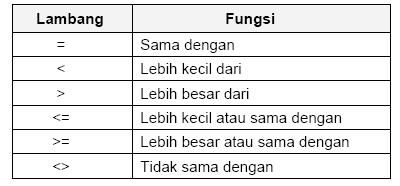 Lambang Fungsi
= Sama dengan
< Lebih kecil dari
> Lebih besar dari
<= Lebih kecil atau sama dengan
>= Lebih besar atau sama dengan
<> Tidak sama dengan